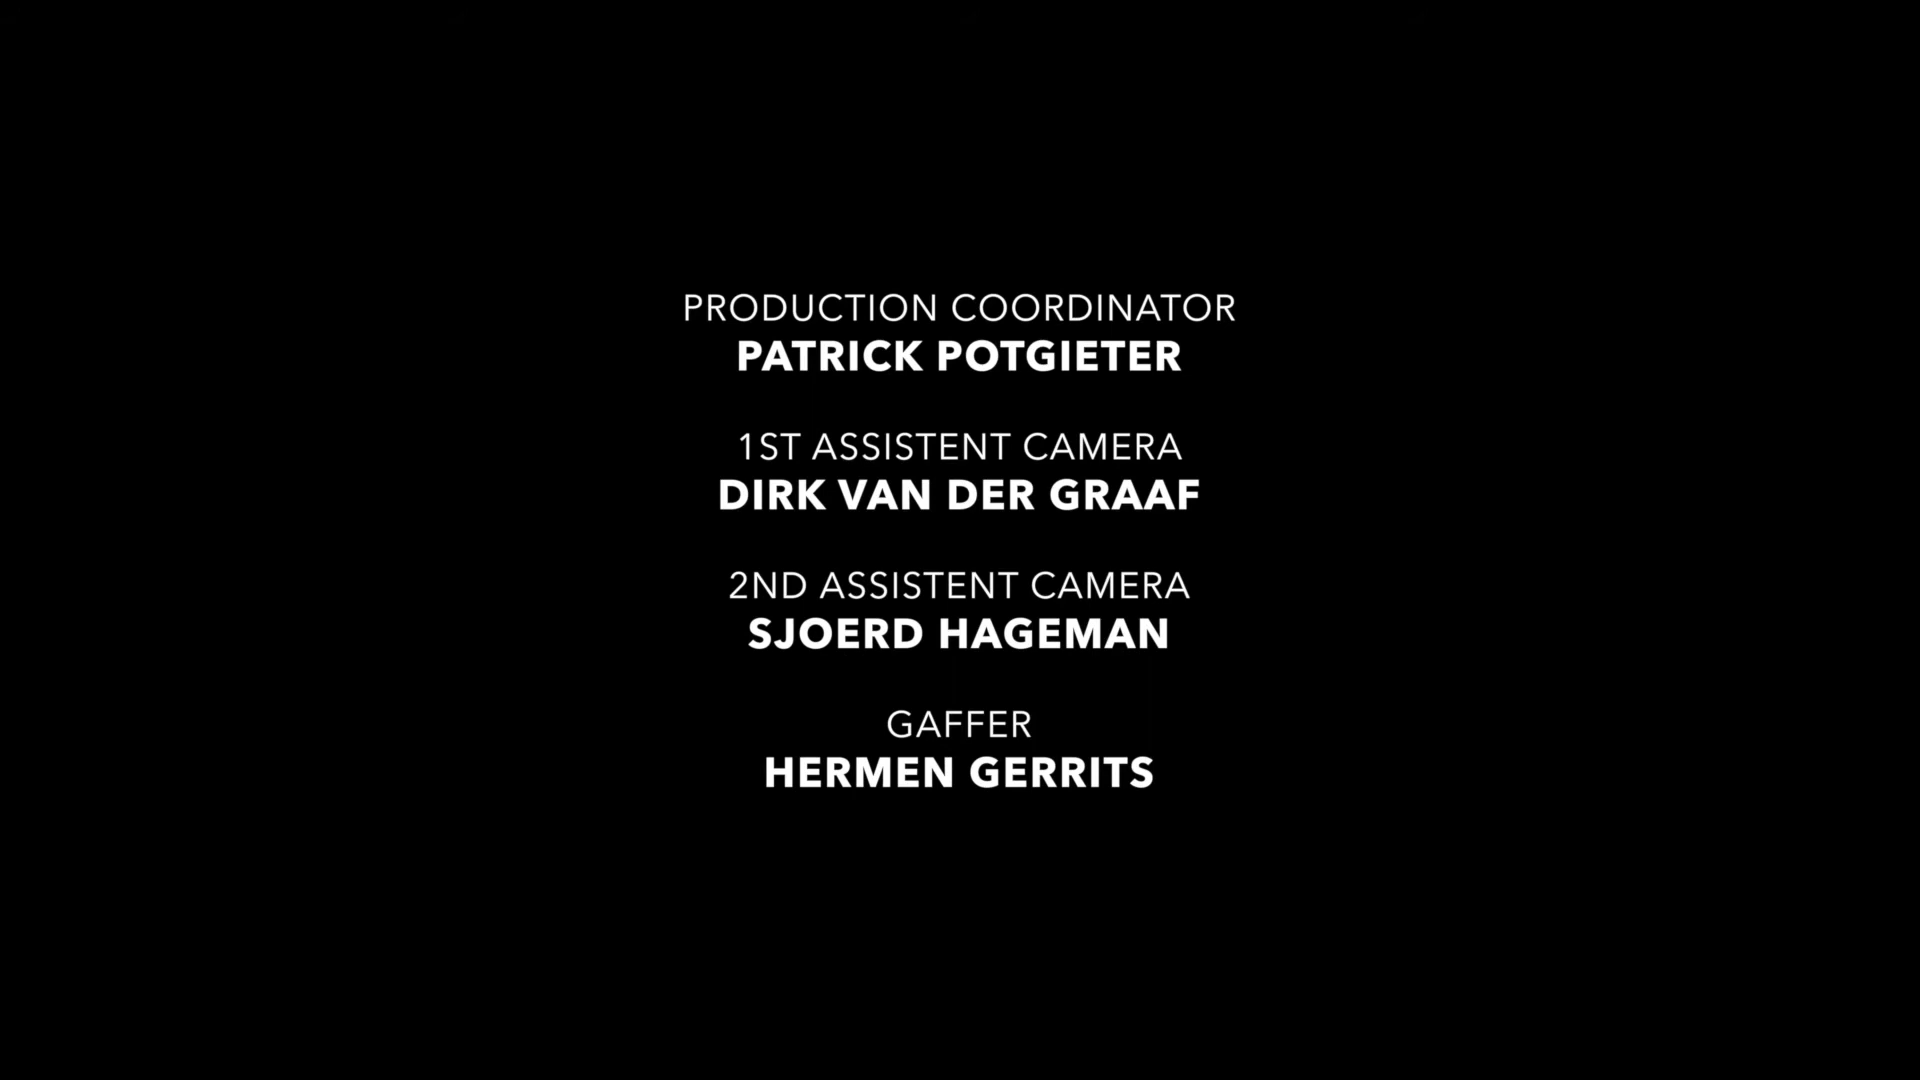 PRODUCTION COORDINATOR
PATRICK POTGIETER
1ST ASSISTENT CAMERA
DIRK VAN DER GRAAF
2ND ASSISTENT CAMERA
SJOERD HAGEMAN
GAFFER
HERMEN GERRITS